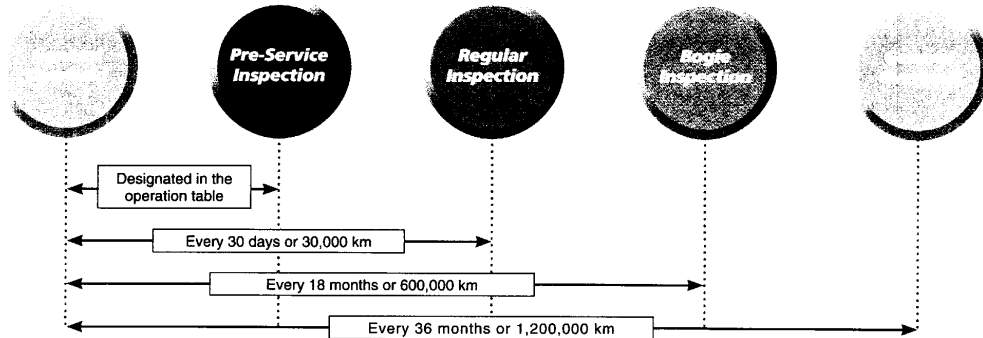 Pre-Service
Inspection
Regular
Inspection
Bogie
Inspection
Designated in the
operation table
Every 30 days or 30,000 km
Every 18 months or 600,000 km
Every 36 months or 1,200,000 km